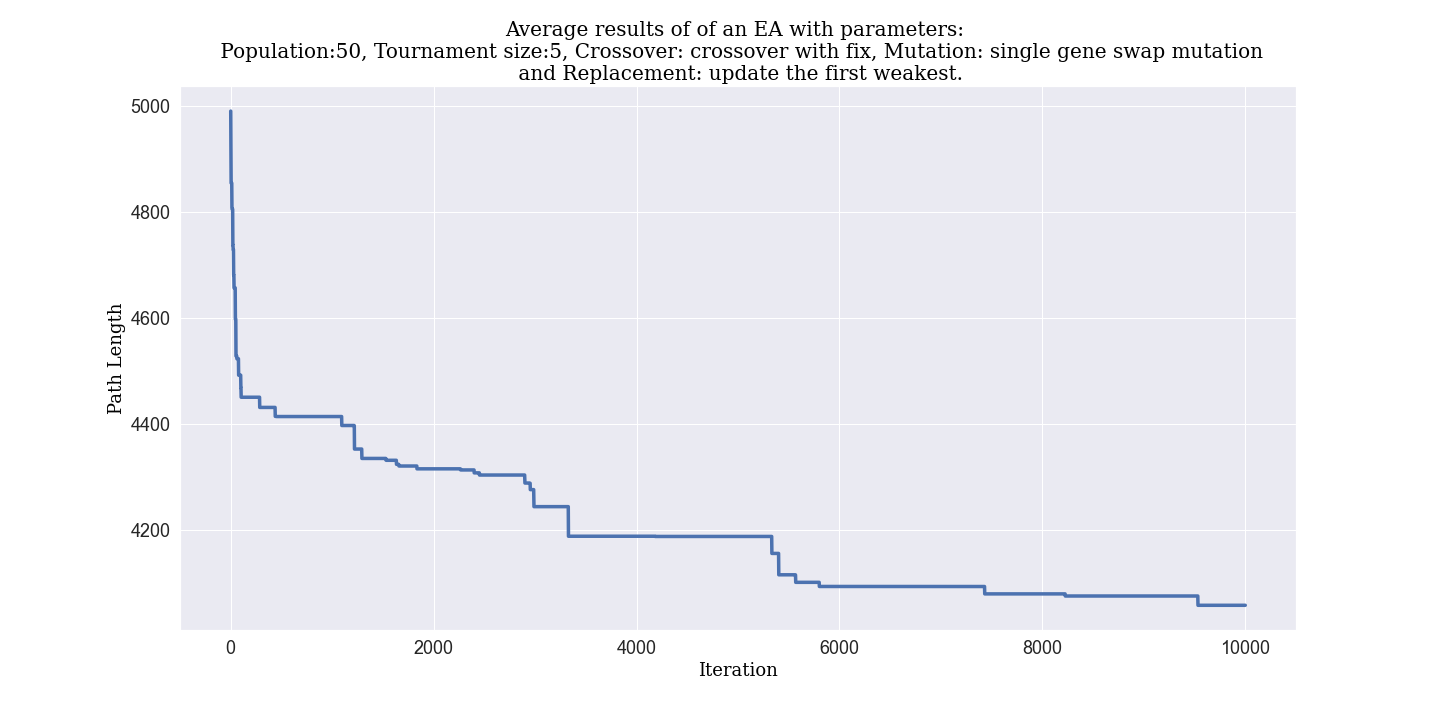 Average results of of an EA with parameters:
Population:50, Tournament size:5, Crossover: crossover with fix, Mutation: single gene swap mutation
and Replacement: update the first weakest.
5000
4800
4600
4400
4200
Path Length
0 2000 4000 6000 8000 10000
Iteration